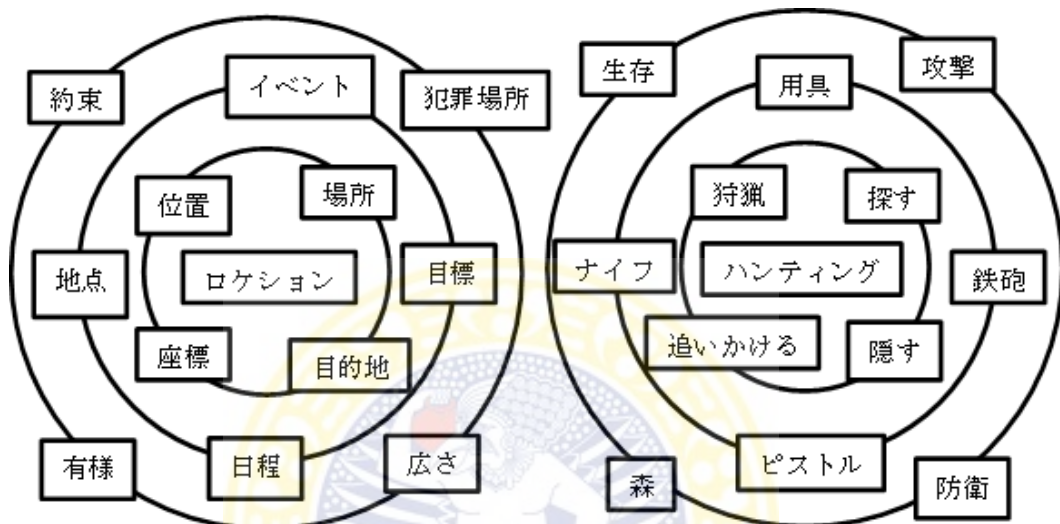 約束
イベント
犯罪場所
位置
場所
地点
ロケション
目標
座標
目的地
有様
日程
広さ
生存
用具
攻撃
狩猟
探す
ナイフ
ハンティング
鉄砲
追いかける
隠す
森
ピストル
防衛